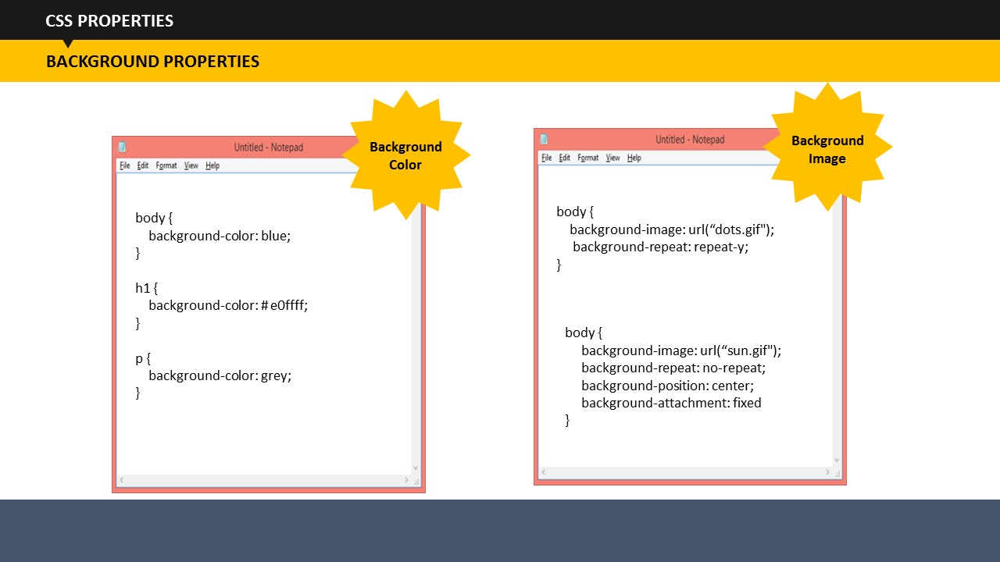 CSS PROPERTIES
BACKGROUND PROPERTIES
Untitled - Notepad
File Edit Format View Help
Background
Color
body {
background-color: blue;
}
h1 {
background-color: #e0ffff;
}
p {
background-color: grey;
}
Untitled - Notepad
File Edit Format View Help
Background
Image
body {
background-image: url(“dots.gif");
background-repeat: repeat-y;
}
body {
background-image: url(“sun.gif");
background-repeat: no-repeat;
background-position: center;
background-attachment: fixed
}